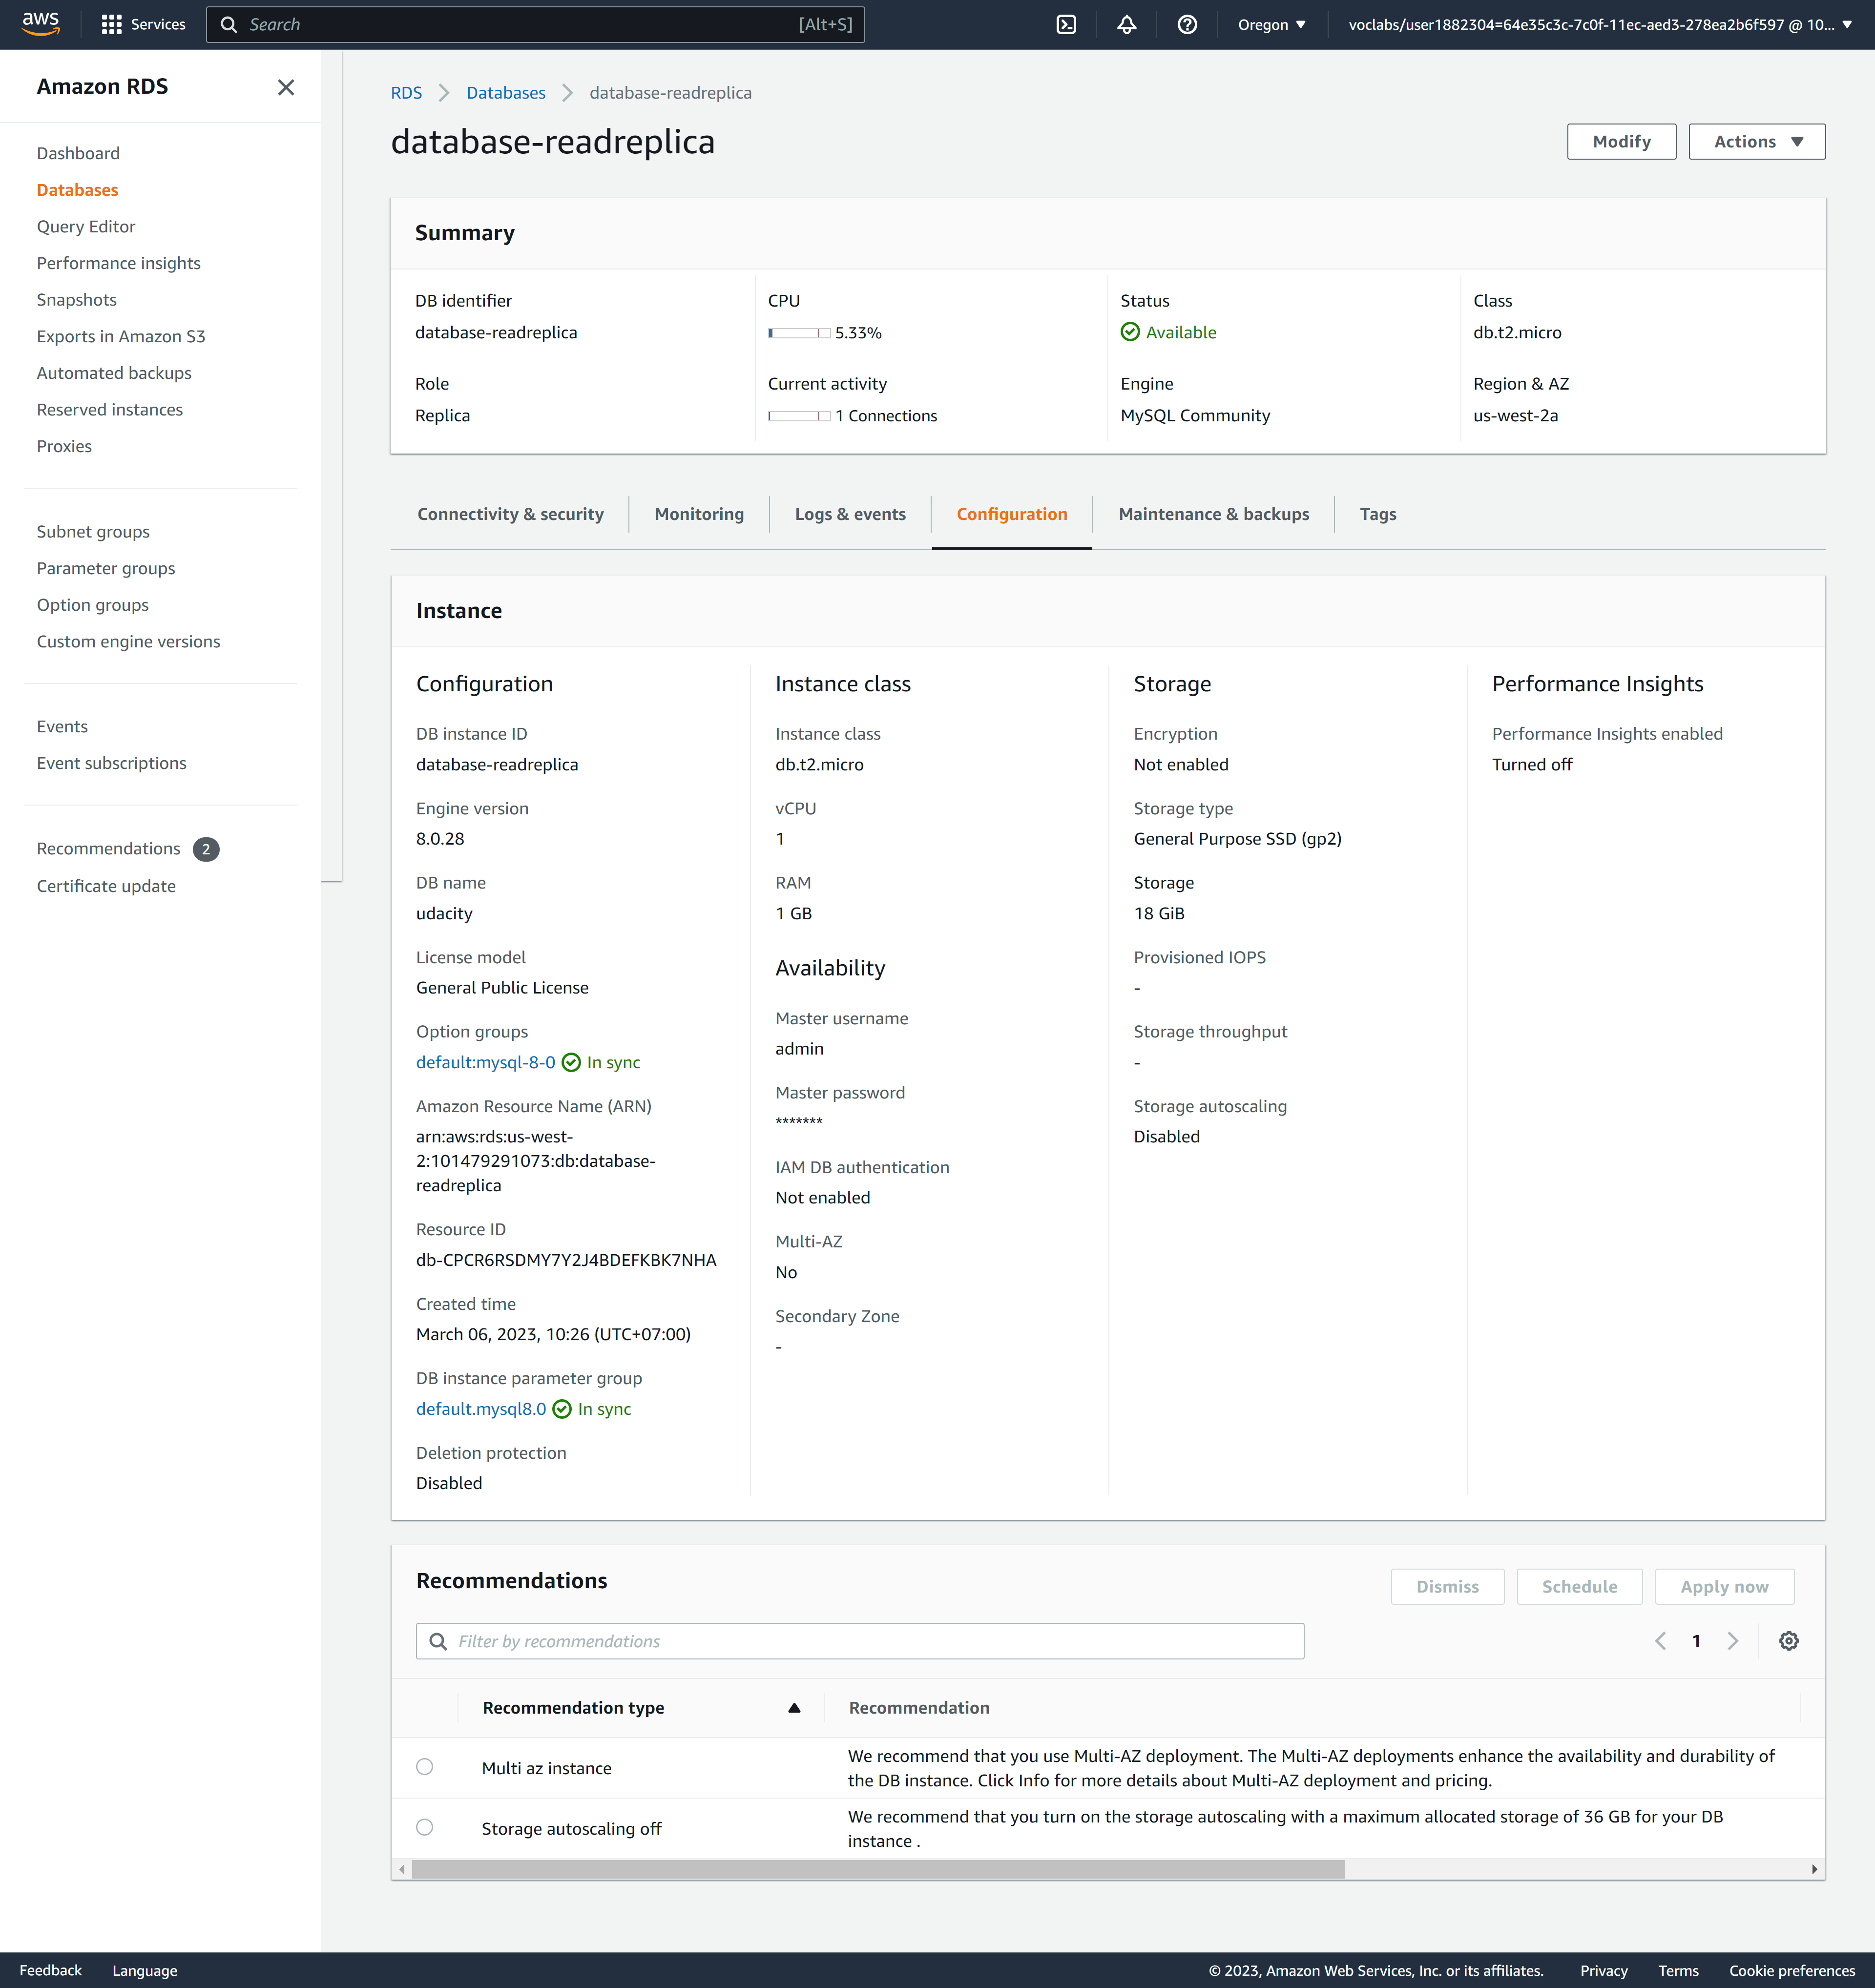 aws
Services
Search
[Alt+S]
Oregon
voclabs/user1882304=64e35c3c-7c0f-11ec-aed3-278ea2b6f597 @ 10...
Amazon RDS
Dashboard
Databases
Query Editor
Performance insights
Snapshots
Exports in Amazon S3
Automated backups
Reserved instances
Proxies
Subnet groups
Parameter groups
Option groups
Custom engine versions
Events
Event subscriptions
Recommendations 2
Certificate update
RDS Databases database-readreplica
database-readreplica
Modify
Actions
Summary
DB identifier
database-readreplica
Role
Replica
CPU
5.33%
Current activity
1 Connections
Status
Available
Engine
MySQL Community
Class
db.t2.micro
Region & AZ
us-west-2a
Connectivity & security
Monitoring
Logs & events
Configuration
Maintenance & backups
Tags
Instance
Configuration
DB instance ID
database-readreplica
Engine version
8.0.28
DB name
udacity
License model
General Public License
Option groups
default:mysql-8-0 In sync
Amazon Resource Name (ARN)
arn:aws:rds:us-west-
2:101479291073:db:database-
readreplica
Resource ID
db-CPCR6RSDMY7Y2J4BDEFKBK7NHA
Created time
March 06, 2023, 10:26 (UTC+07:00)
DB instance parameter group
default.mysql8.0 In sync
Deletion protection
Disabled
Instance class
Instance class
db.t2.micro
vCPU
1
RAM
1 GB
Availability
Master username
admin
Master password
*******
IAM DB authentication
Not enabled
Multi-AZ
No
Secondary Zone
-
Storage
Encryption
Not enabled
Storage type
General Purpose SSD (gp2)
Storage
18 GiB
Provisioned IOPS
-
Storage throughput
-
Storage autoscaling
Disabled
Performance Insights
Performance Insights enabled
Turned off
Recommendations
Dismiss
Schedule
Apply now
Filter by recommendations
1
Recommendation type
Recommendation
Multi az instance
We recommend that you use Multi-AZ deployment. The Multi-AZ deployments enhance the availability and durability of
the DB instance. Click Info for more details about Multi-AZ deployment and pricing.
Storage autoscaling off
We recommend that you turn on the storage autoscaling with a maximum allocated storage of 36 GB for your DB
instance .
Feedback
Language
© 2023, Amazon Web Services, Inc. or its affiliates.
Privacy
Terms
Cookie preferences